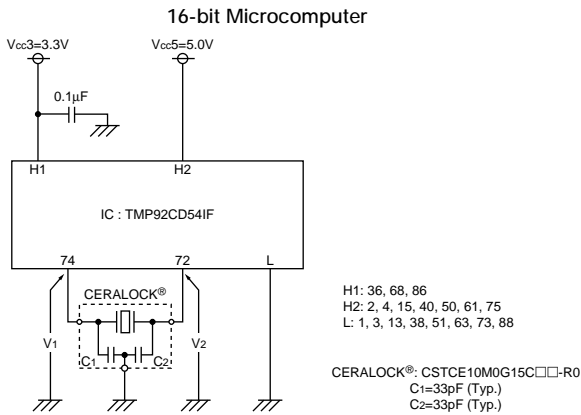 16-bit Microcomputer
Vcc3=3.3V
Vcc5=5.0V
0.1μF
H1
H2
IC : TMP92CD54IF
74
72
L
CERALOCK®
V1
C1
C2
V2
H1: 36, 68, 86
H2: 2, 4, 15, 40, 50, 61, 75
L: 1, 3, 13, 38, 51, 63, 73, 88
CERALOCK®: CSTCE10M0G15C□□-R0
C1=33pF (Typ.)
C2=33pF (Typ.)